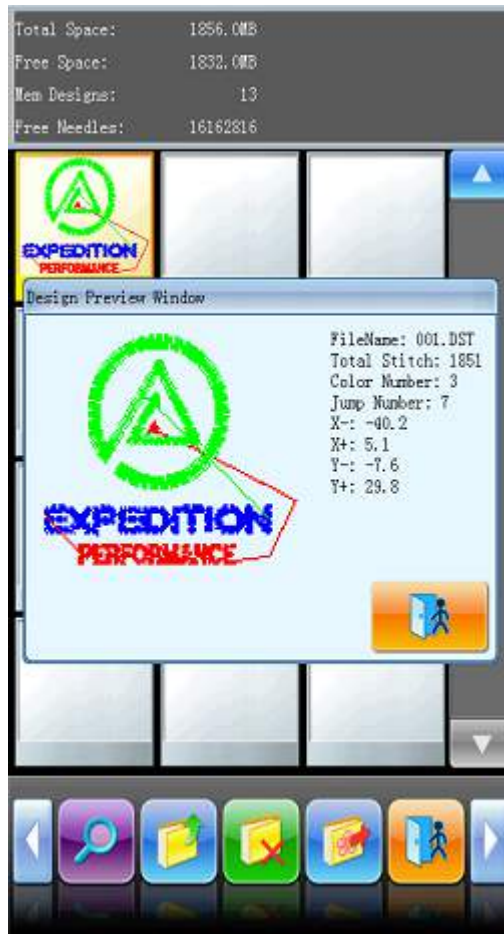 Total Space: 1856.0MB
Free Space: 1832.0MB
Mem Designs: 13
Free Needles: 16162816
EXPEDITION
PERFORMANCE
Design Preview Window
FileName: 001.DST
Total Stitch: 1851
Color Number: 3
Jump Number: 7
X-: -40.2
X+: 5.1
Y-: -7.6
Y+: 29.8
EXPEDITION
PERFORMANCE